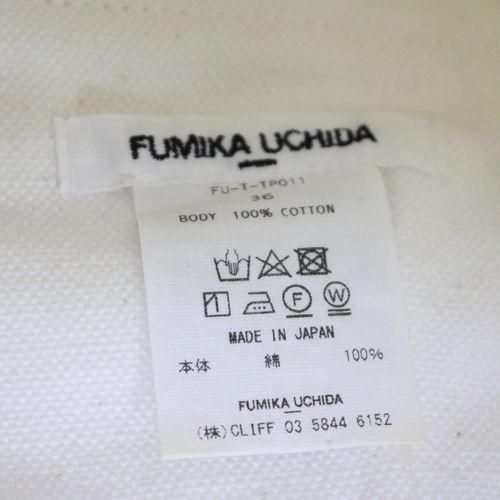 FUMIKA UCHIDA
FU-T-TP011
36
BODY 100% COTTON
F W
MADE IN JAPAN
本体 綿 100%
FUMIKA UCHIDA
(株)CLIFF 03 5844 6152